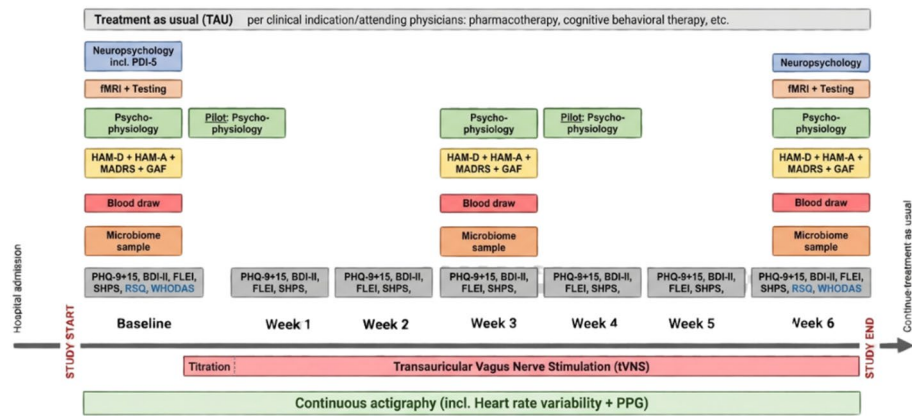 Treatment as usual (TAU) per clinical indication/attending physicians: pharmacotherapy, cognitive behavioral therapy, etc.
Neuropsychology
incl. PDI-5
Neuropsychology
fMRI + Testing
fMRI + Testing
Psycho-
physiology
Pilot: Psycho-
physiology
Psycho-
physiology
Pilot: Psycho-
physiology
Psycho-
physiology
HAM-D + HAM-A +
MADRS + GAF
HAM-D + HAM-A +
MADRS + GAF
HAM-D + HAM-A +
MADRS + GAF
Blood draw
Blood draw
Blood draw
Microbiome
sample
Microbiome
sample
Microbiome
sample
PHQ-9+15, BDI-II, FLEI,
SHPS, RSQ, WHODAS
PHQ-9+15, BDI-II,
FLEI, SHPS,
PHQ-9+15, BDI-II,
FLEI, SHPS,
PHQ-9+15, BDI-II,
FLEI, SHPS,
PHQ-9+15, BDI-II,
FLEI, SHPS,
PHQ-9+15, BDI-II,
FLEI, SHPS,
PHQ-9+15, BDI-II, FLEI,
SHPS, RSQ, WHODAS
Hospital admission
STUDY START
Baseline
Week 1
Week 2
Week 3
Week 4
Week 5
Week 6
STUDY END
Continue-treatment as usual
Titration
Transauricular Vagus Nerve Stimulation (tVNS)
Continuous actigraphy (incl. Heart rate variability + PPG)